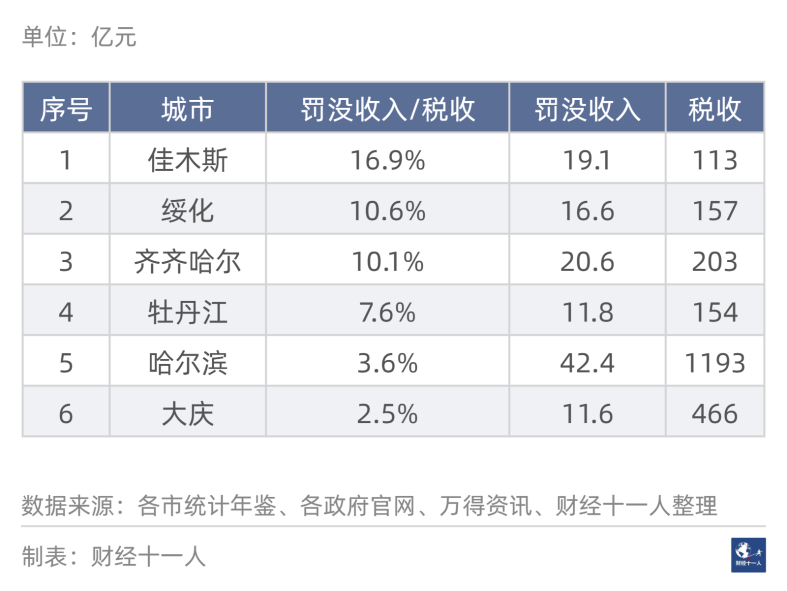 单位：亿元
序号 城市 罚没收入/税收 罚没收入 税收
1 佳木斯 16.9% 19.1 113
2 绥化 10.6% 16.6 157
3 齐齐哈尔 10.1% 20.6 203
4 牡丹江 7.6% 11.8 154
5 哈尔滨 3.6% 42.4 1193
6 大庆 2.5% 11.6 466
数据来源：各市统计年鉴、各政府官网、万得资讯、财经十一人整理
制表：财经十一人
财经十一人